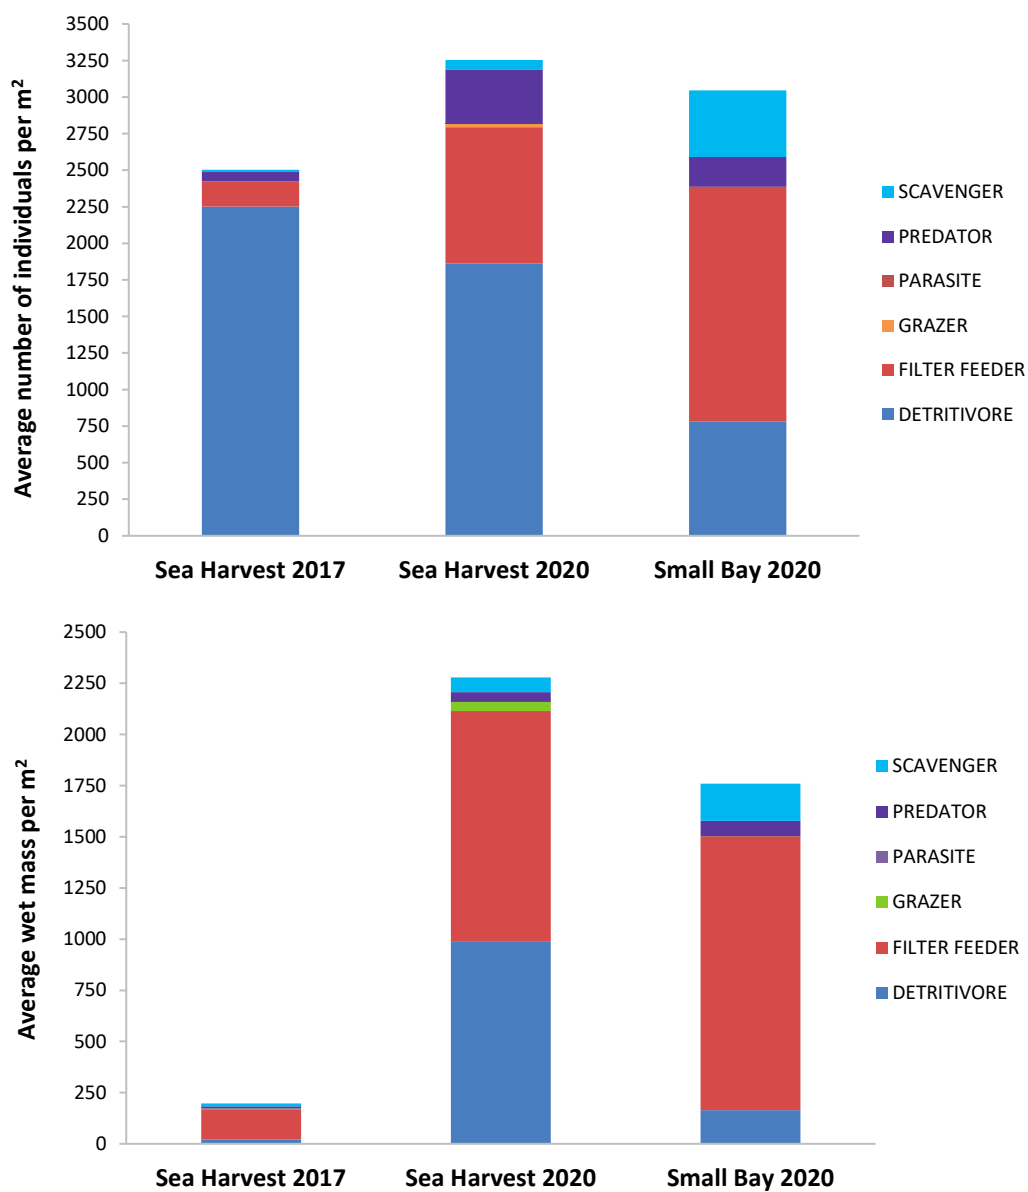 Average number of individuals per m²
3500
3250
3000
2750
2500
2250
2000
1750
1500
1250
1000
750
500
250
0
Sea Harvest 2017
Sea Harvest 2020
Small Bay 2020
SCAVENGER
PREDATOR
PARASITE
GRAZER
FILTER FEEDER
DETRITIVORE
Average wet mass per m²
2500
2250
2000
1750
1500
1250
1000
750
500
250
0
Sea Harvest 2017
Sea Harvest 2020
Small Bay 2020
SCAVENGER
PREDATOR
PARASITE
GRAZER
FILTER FEEDER
DETRITIVORE